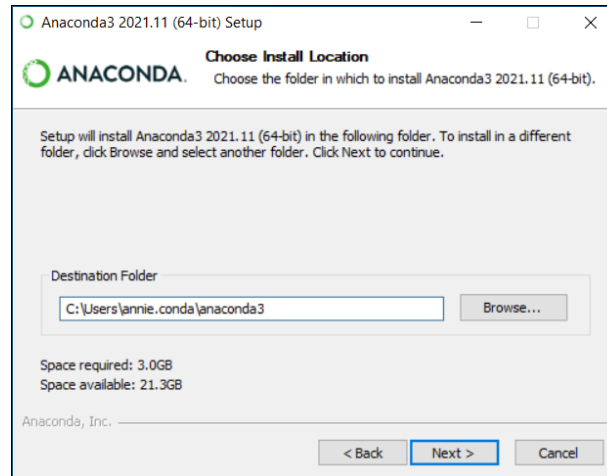 Anaconda3 2021.11 (64-bit) Setup
Choose Install Location
ANACONDA.
Choose the folder in which to install Anaconda3 2021.11 (64-bit).
Setup will install Anaconda3 2021.11 (64-bit) in the following folder. To install in a different
folder, click Browse and select another folder. Click Next to continue.
Destination Folder
C:\Users\annie.conda\anaconda3
Browse...
Space required: 3.0GB
Space available: 21.3GB
Anaconda, Inc.
< Back
Next >
Cancel